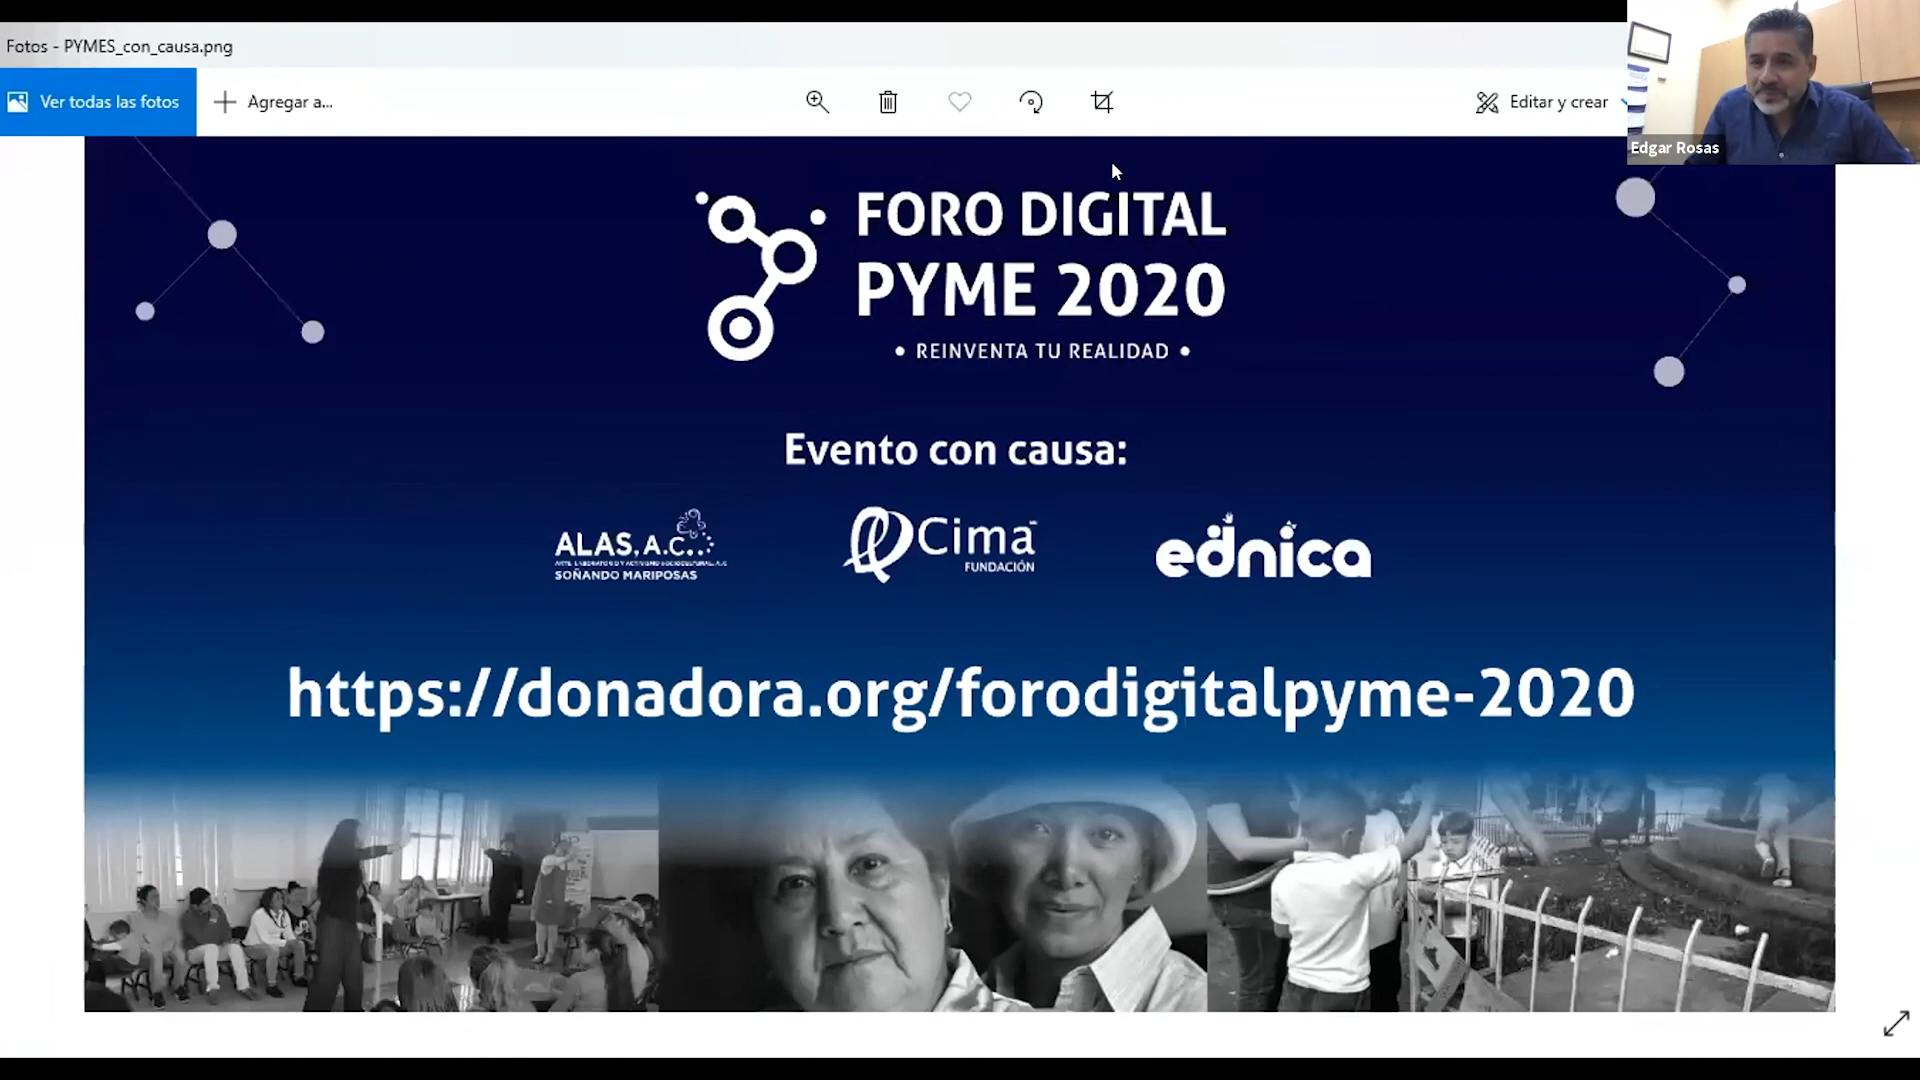 Fotos - PYMES_con_causa.png
Ver todas las fotos
Agregar a...
Editar y crear
Edgar Rosas
FORO DIGITAL
PYME 2020
• REINVENTA TU REALIDAD •
Evento con causa:
ALAS, A.C.
SOÑANDO MARIPOSAS
Cima
FUNDACIÓN
ednica
https://donadora.org/forodigitalpyme-2020